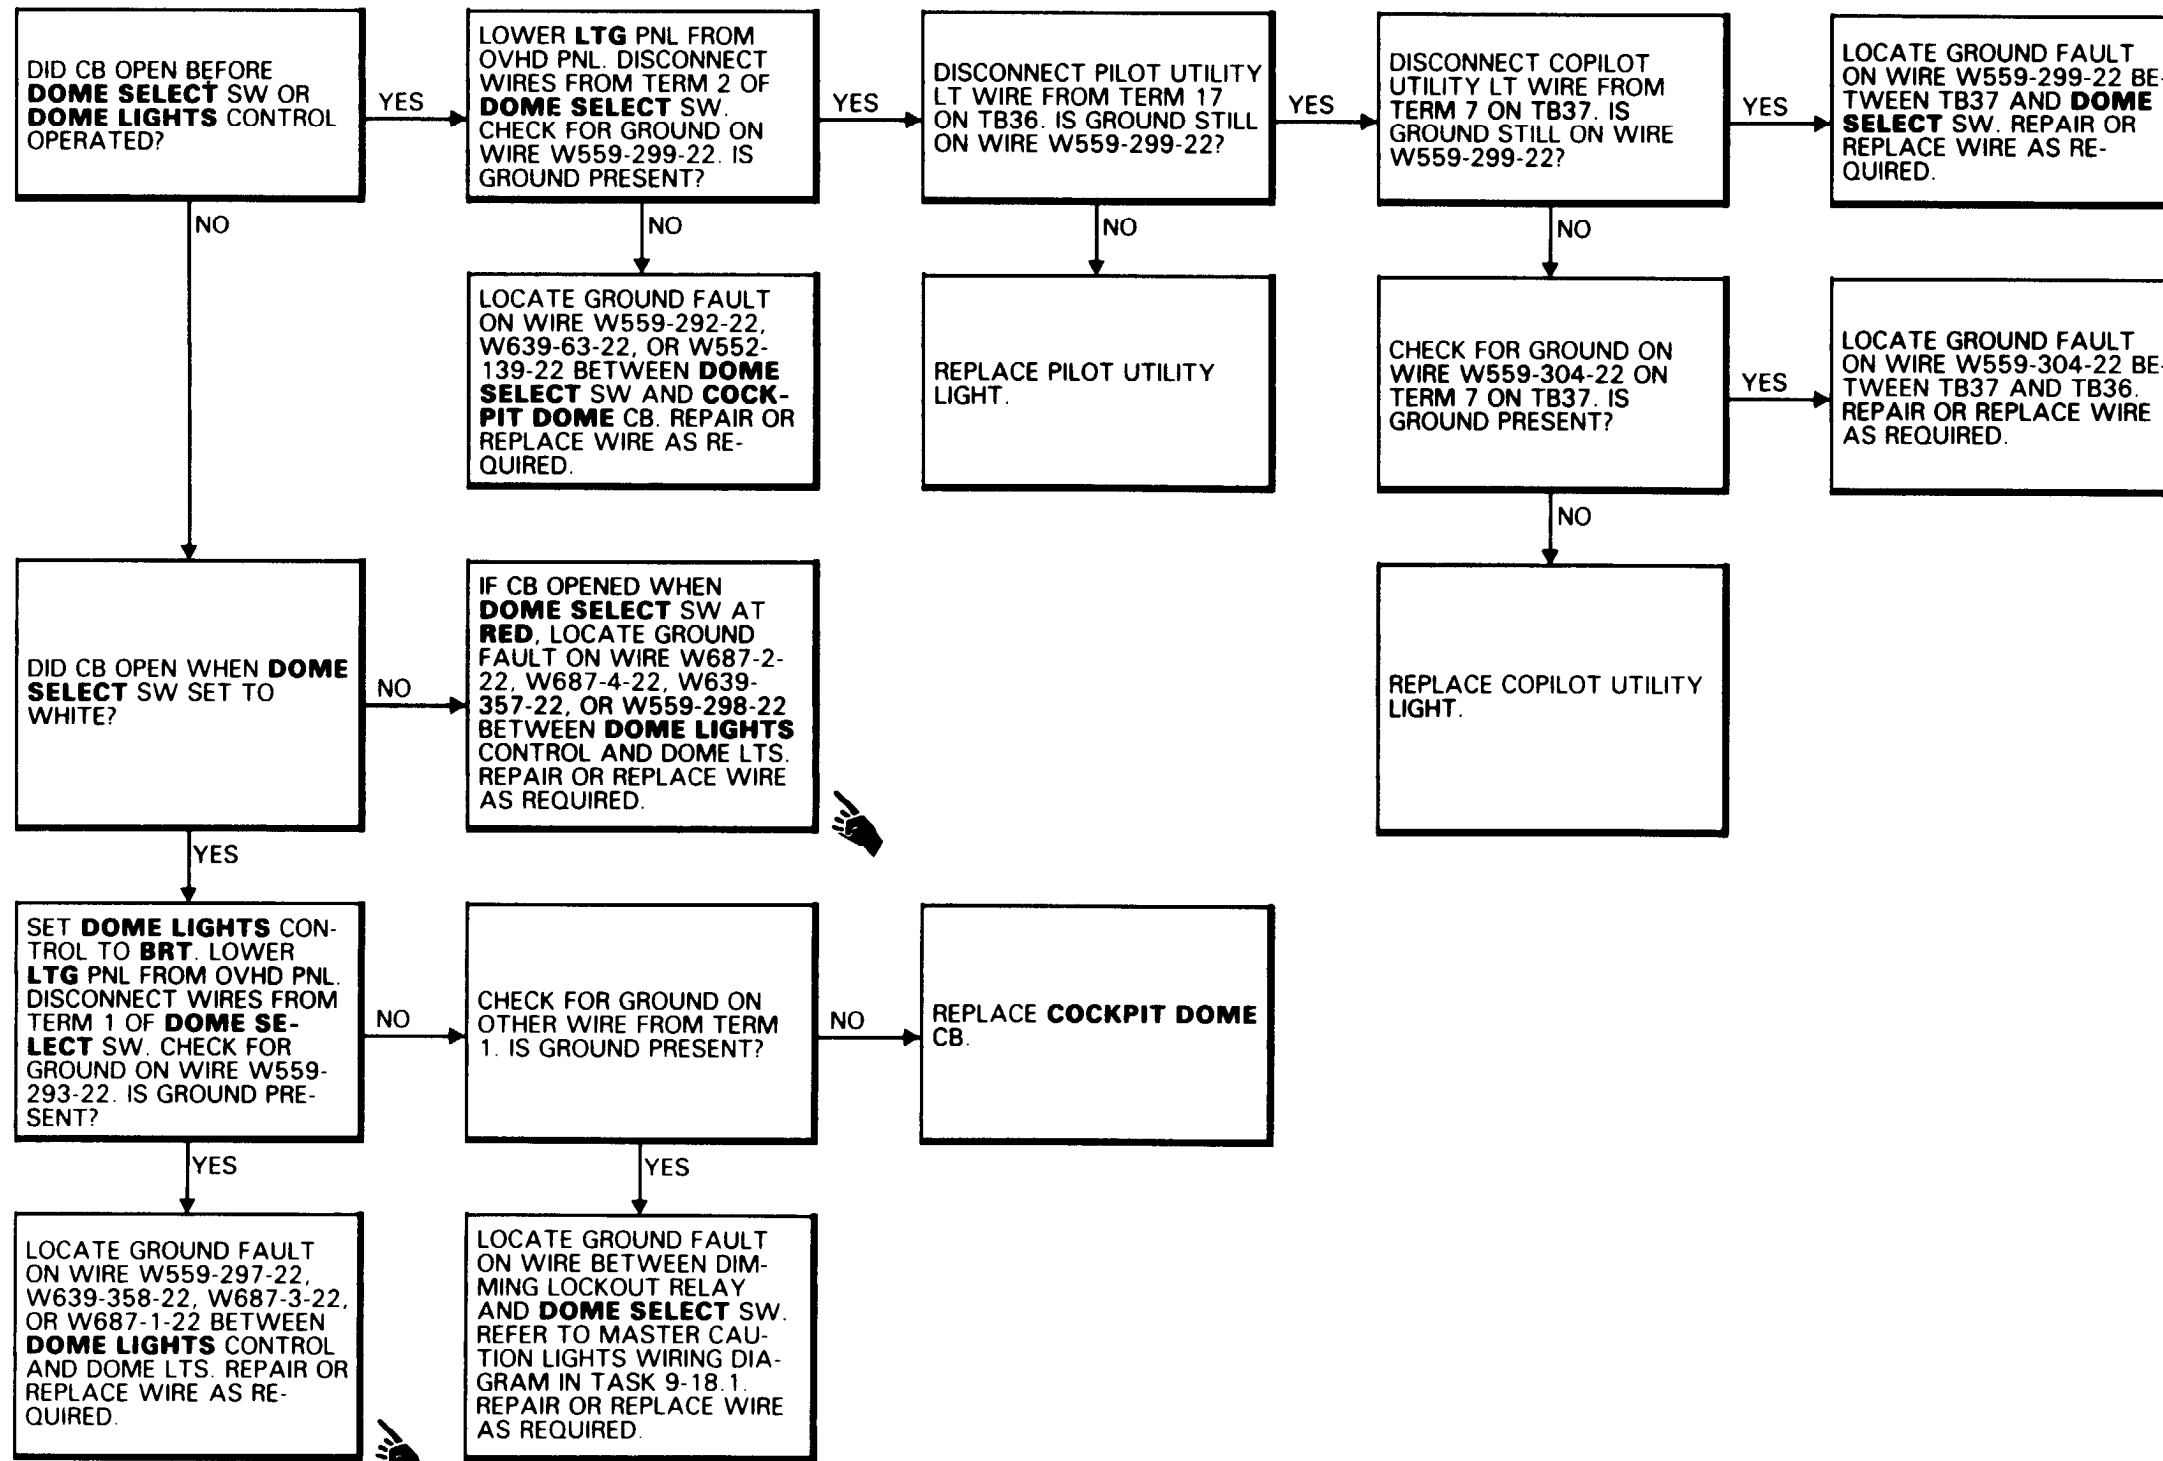 DID CB OPEN BEFORE
DOME SELECT SW OR
DOME LIGHTS CONTROL
OPERATED?
YES
LOWER LTG PNL FROM
OVHD PNL. DISCONNECT
WIRES FROM TERM 2 OF
DOME SELECT SW.
CHECK FOR GROUND ON
WIRE W559-299-22. IS
GROUND PRESENT?
YES
DISCONNECT PILOT UTILITY
LT WIRE FROM TERM 17
ON TB36. IS GROUND STILL
ON WIRE W559-299-22?
YES
DISCONNECT COPILOT
UTILITY LT WIRE FROM
TERM 7 ON TB37. IS
GROUND STILL ON WIRE
W559-299-22?
YES
LOCATE GROUND FAULT
ON WIRE W559-299-22 BE-
TWEEN TB37 AND DOME
SELECT SW. REPAIR OR
REPLACE WIRE AS RE-
QUIRED.
NO
NO
NO
NO
LOCATE GROUND FAULT
ON WIRE W559-292-22,
W639-63-22, OR W552-
139-22 BETWEEN DOME
SELECT SW AND COCK-
PIT DOME CB. REPAIR OR
REPLACE WIRE AS RE-
QUIRED.
REPLACE PILOT UTILITY
LIGHT.
CHECK FOR GROUND ON
WIRE W559-304-22 ON
TERM 7 ON TB37. IS
GROUND PRESENT?
YES
LOCATE GROUND FAULT
ON WIRE W559-304-22 BE-
TWEEN TB37 AND TB36.
REPAIR OR REPLACE WIRE
AS REQUIRED.
NO
DID CB OPEN WHEN DOME
SELECT SW SET TO
WHITE?
NO
IF CB OPENED WHEN
DOME SELECT SW AT
RED, LOCATE GROUND
FAULT ON WIRE W687-2-
22, W687-4-22, W639-
357-22, OR W559-298-22
BETWEEN DOME LIGHTS
CONTROL AND DOME LTS.
REPAIR OR REPLACE WIRE
AS REQUIRED.
REPLACE COPILOT UTILITY
LIGHT.
YES
SET DOME LIGHTS CON-
TROL TO BRT. LOWER
LTG PNL FROM OVHD PNL.
DISCONNECT WIRES FROM
TERM 1 OF DOME SE-
LECT SW. CHECK FOR
GROUND ON WIRE W559-
293-22. IS GROUND PRE-
SENT?
NO
CHECK FOR GROUND ON
OTHER WIRE FROM TERM
1. IS GROUND PRESENT?
NO
REPLACE COCKPIT DOME
CB.
YES
YES
LOCATE GROUND FAULT
ON WIRE W559-297-22,
W639-358-22, W687-3-22,
OR W687-1-22 BETWEEN
DOME LIGHTS CONTROL
AND DOME LTS. REPAIR OR
REPLACE WIRE AS RE-
QUIRED.
LOCATE GROUND FAULT
ON WIRE BETWEEN DIM-
MING LOCKOUT RELAY
AND DOME SELECT SW.
REFER TO MASTER CAU-
TION LIGHTS WIRING DIA-
GRAM IN TASK 9-18.1.
REPAIR OR REPLACE WIRE
AS REQUIRED.